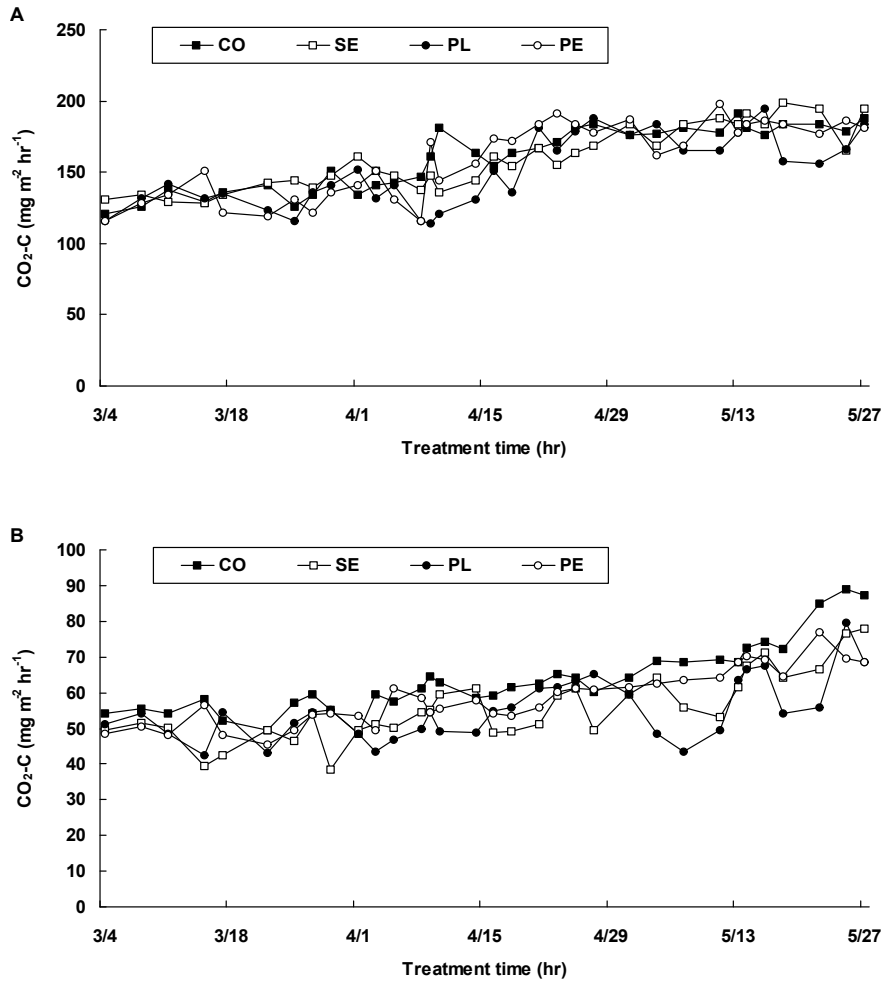 A
250
CO SE PL PE
200
150
100
50
0
CO₂-C (mg m⁻² hr⁻¹)
3/4 3/18 4/1 4/15 4/29 5/13 5/27
Treatment time (hr)
B
100
CO SE PL PE
90
80
70
60
50
40
30
20
10
0
CO₂-C (mg m⁻² hr⁻¹)
3/4 3/18 4/1 4/15 4/29 5/13 5/27
Treatment time (hr)